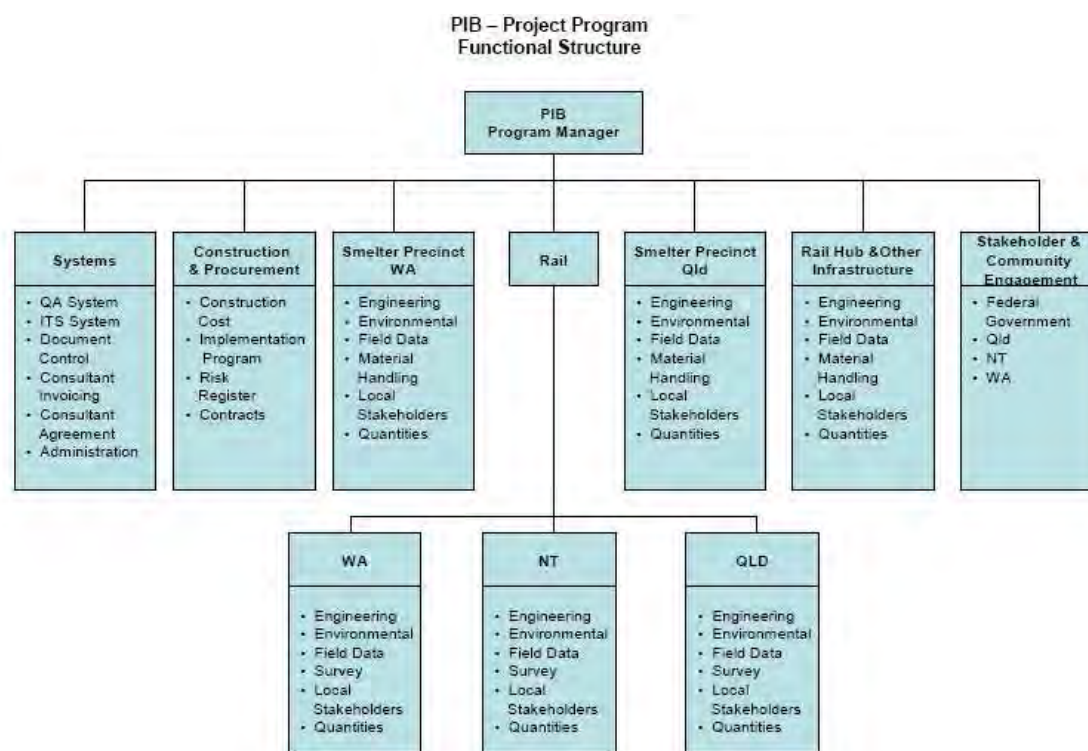 PIB – Project Program
Functional Structure
PIB
Program Manager
Systems
• QA System
• ITS System
• Document
Control
• Consultant
Invoicing
• Consultant
Agreement
• Administration
Construction
& Procurement
• Construction
Cost
• Implementation
Program
• Risk
Register
• Contracts
Smelter Precinct
WA
• Engineering
• Environmental
• Field Data
• Material
Handling
• Local
Stakeholders
• Quantities
Rail
Smelter Precinct
Qld
• Engineering
• Environmental
• Field Data
• Material
Handling
• Local
Stakeholders
• Quantities
Rail Hub &Other
Infrastructure
• Engineering
• Environmental
• Field Data
• Material
Handling
• Local
Stakeholders
• Quantities
Stakeholder &
Community
Engagement
• Federal
Government
• Qld
• NT
• WA
WA
• Engineering
• Environmental
• Field Data
• Survey
• Local
Stakeholders
• Quantities
NT
• Engineering
• Environmental
• Field Data
• Survey
• Local
Stakeholders
• Quantities
QLD
• Engineering
• Environmental
• Field Data
• Survey
• Local
Stakeholders
• Quantities